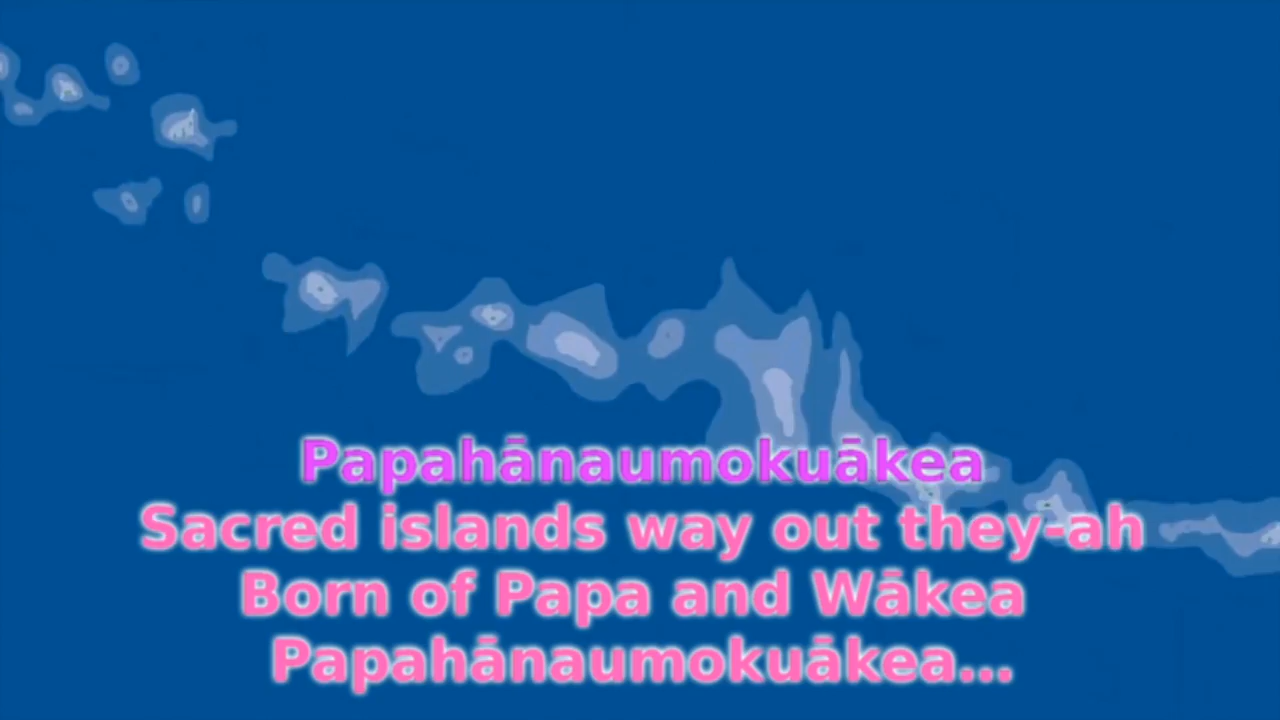 Papahānaumokuākea
Sacred islands way out they-ah
Born of Papa and Wākea
Papahānaumokuākea...